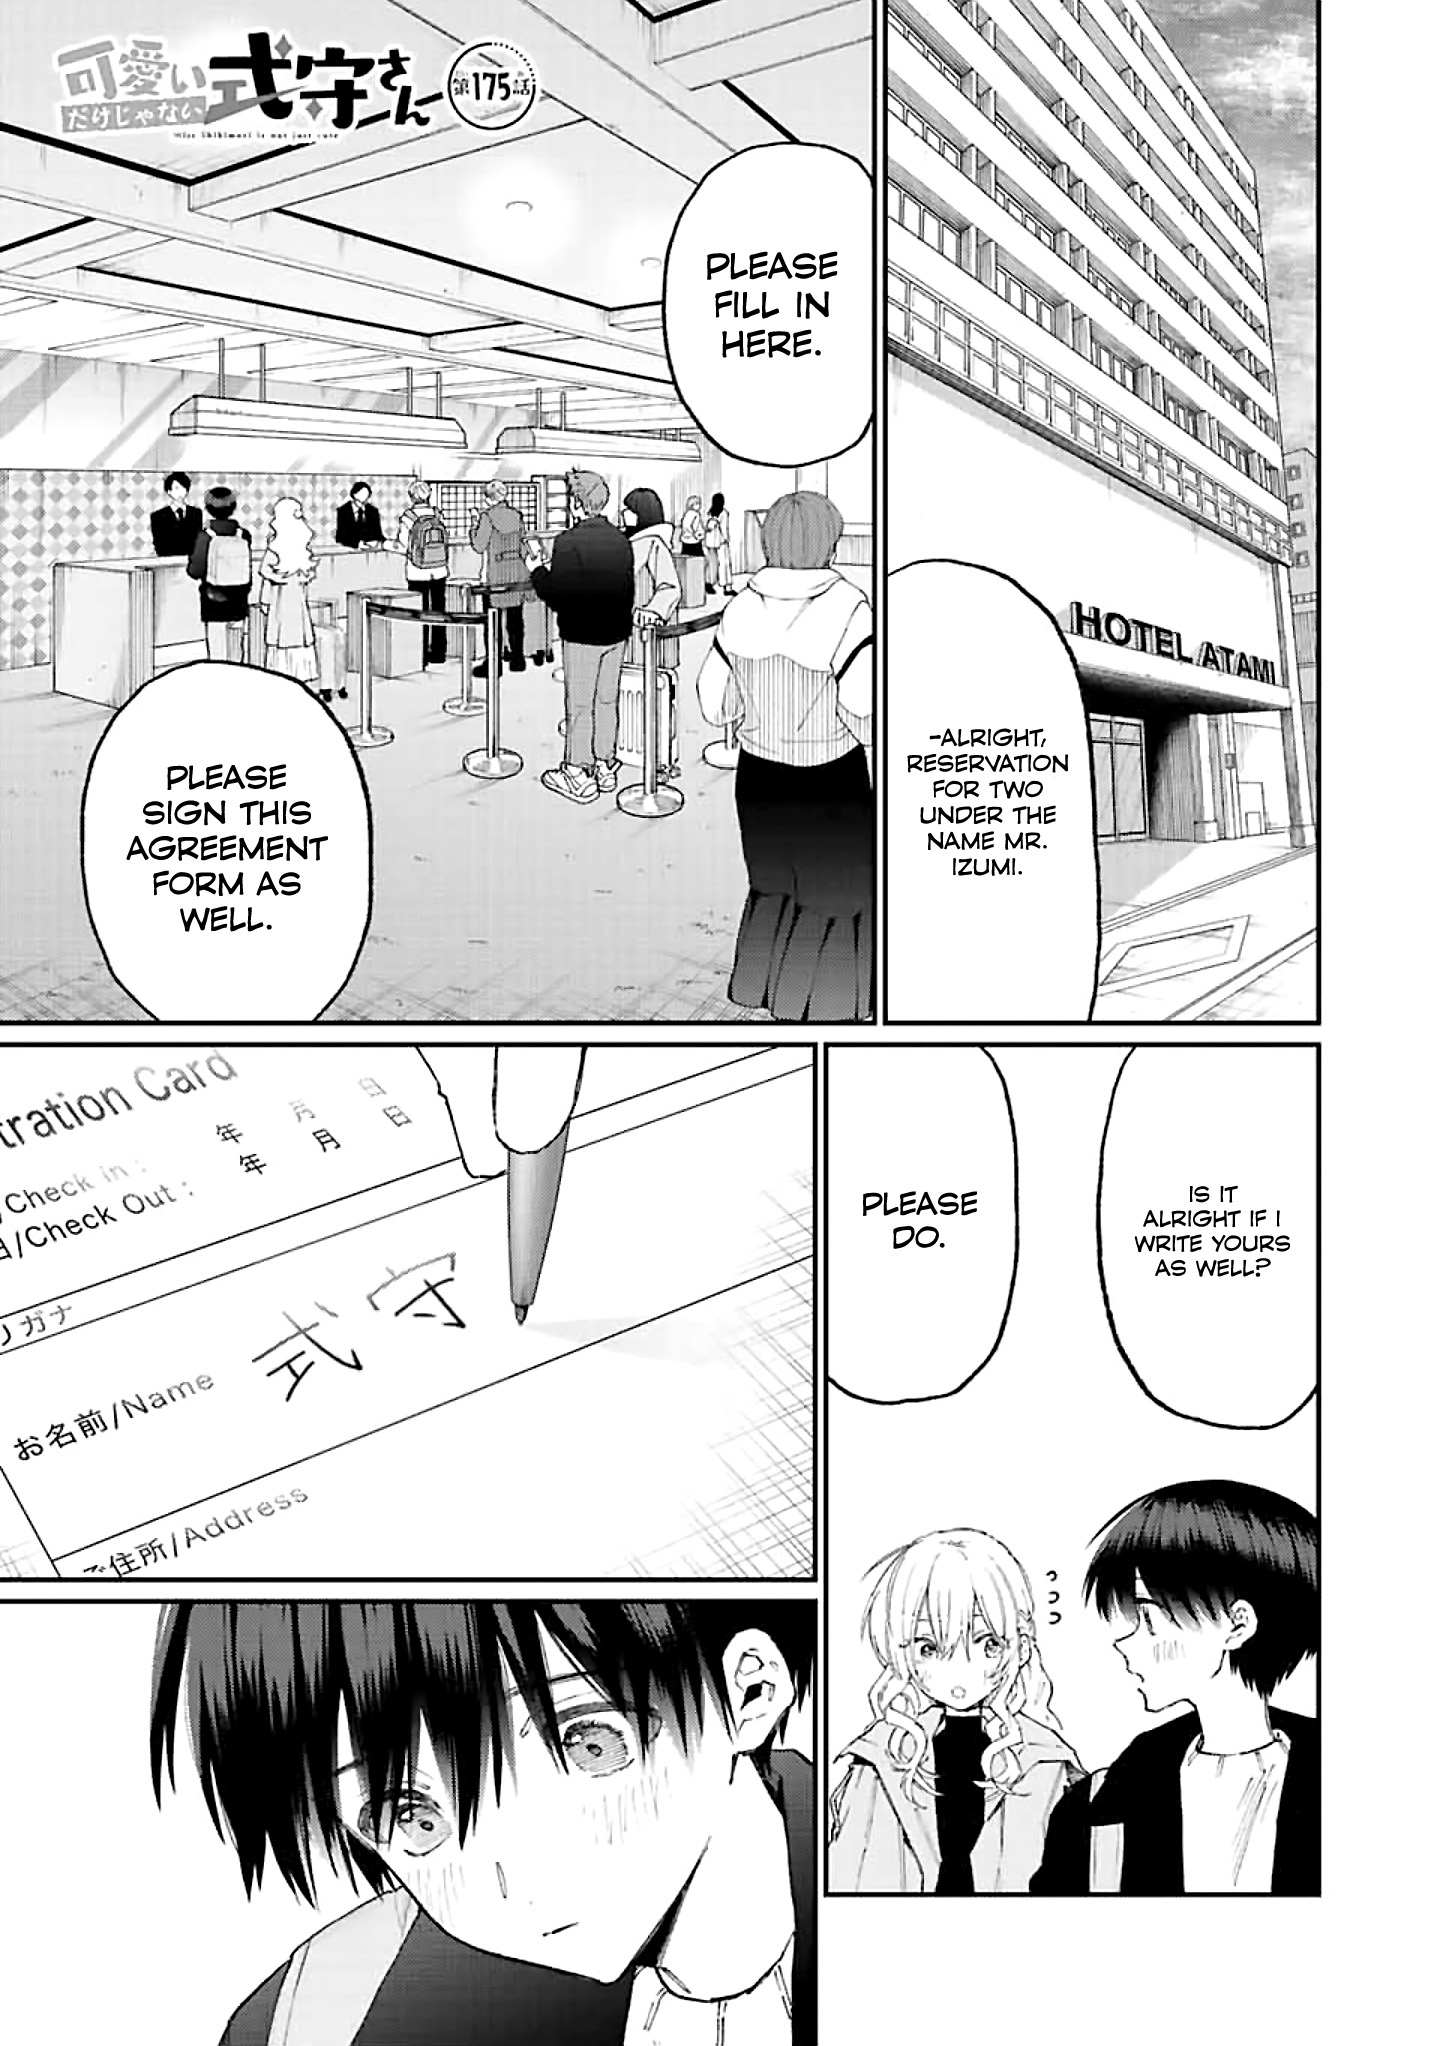 HOTEL ATAMI
-ALRIGHT,
RESERVATION
FOR TWO
UNDER THE
NAME MR.
IZUMI.
可愛い
だけじゃない
式守さん
第175話
Miss Shikimori is not just cute
PLEASE
FILL IN
HERE.
PLEASE
SIGN THIS
AGREEMENT
FORM AS
WELL.
IS IT
ALRIGHT IF I
WRITE YOURS
AS WELL?
PLEASE
DO.
tration Card
/Check in : 年 月 日
日/Check Out : 年 月 日
リガナ
お名前/Name 式守
ご住所/Address